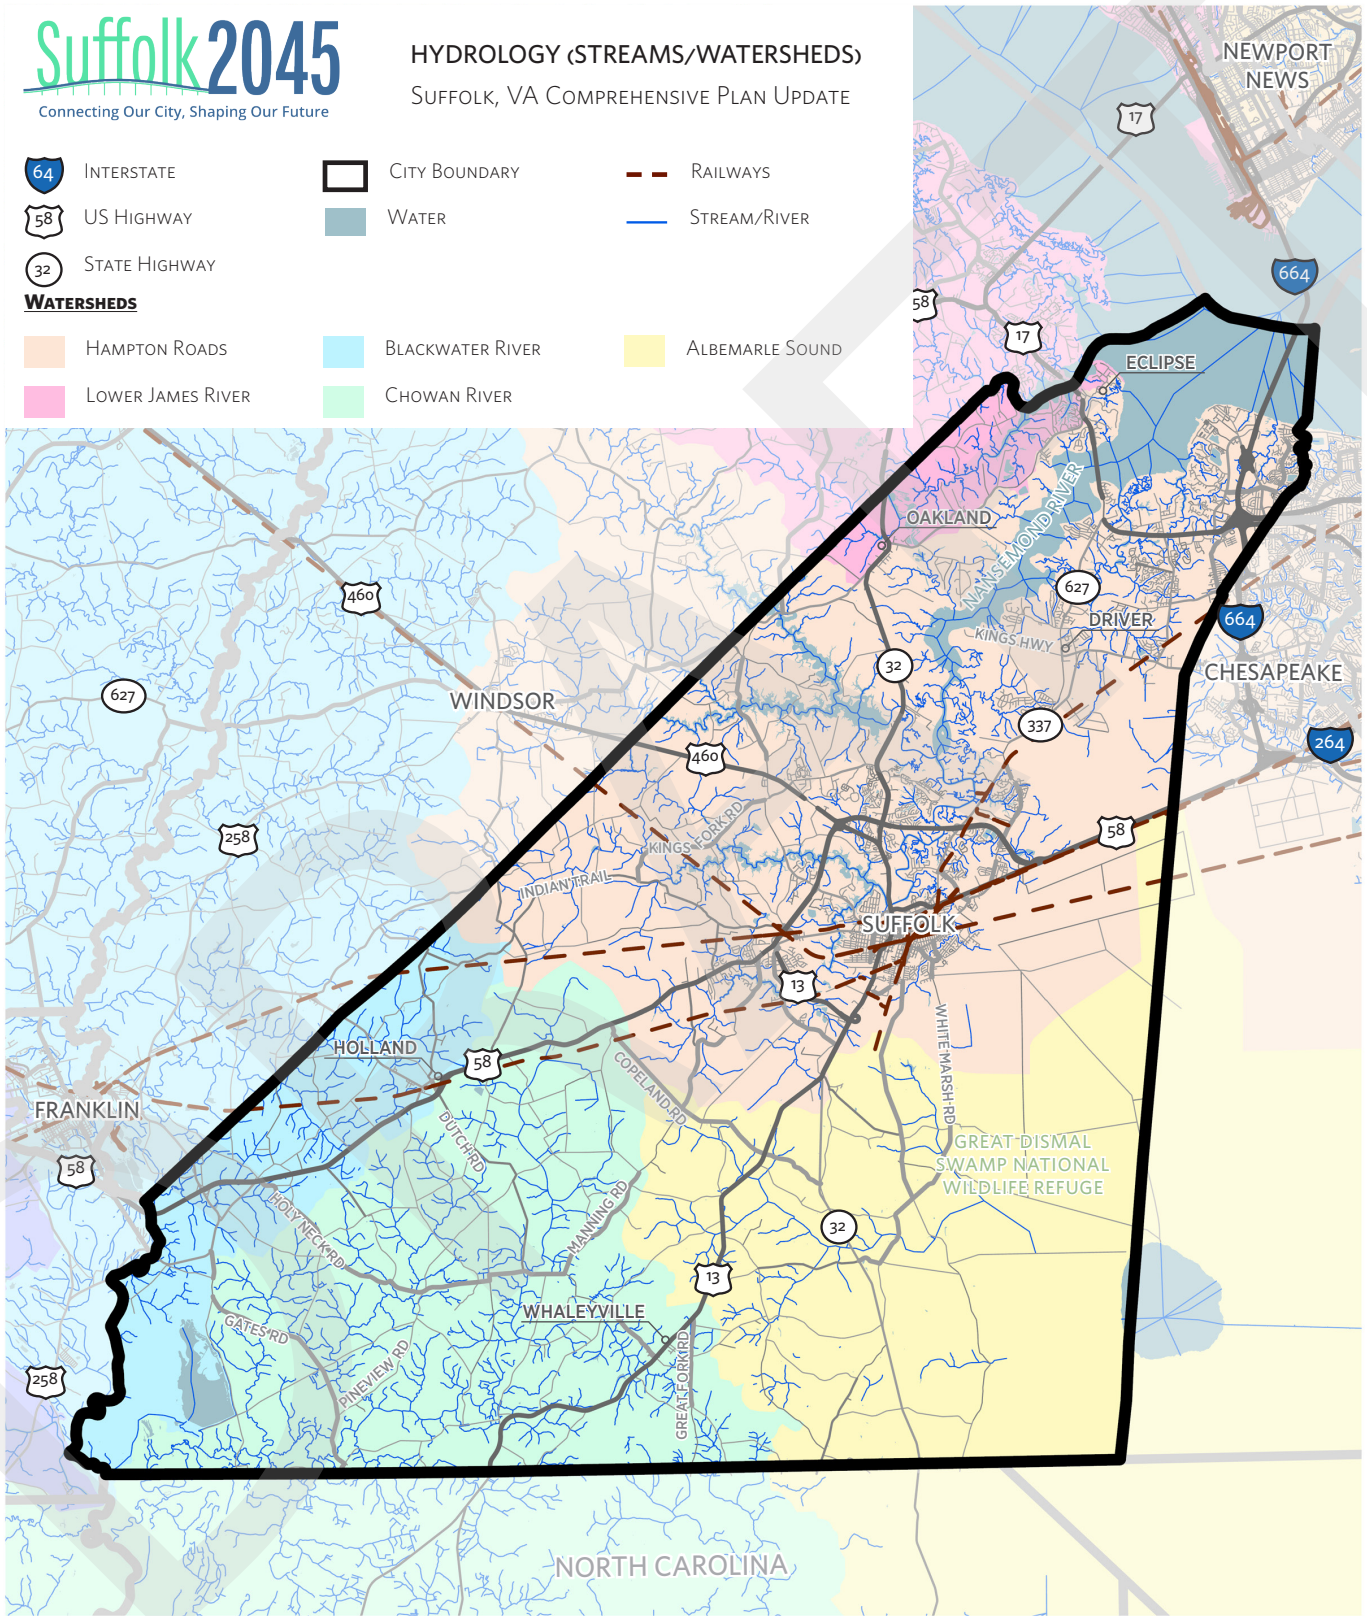 Suffolk 2045
Connecting Our City, Shaping Our Future
HYDROLOGY (STREAMS/WATERSHEDS)
SUFFOLK, VA COMPREHENSIVE PLAN UPDATE
64 INTERSTATE
58 US HIGHWAY
32 STATE HIGHWAY
CITY BOUNDARY
WATER
RAILWAYS
STREAM/RIVER
WATERSHEDS
HAMPTON ROADS
LOWER JAMES RIVER
BLACKWATER RIVER
CHOWAN RIVER
ALBEMARLE SOUND
NEWPORT
NEWS
17
664
58
17
ECLIPSE
OAKLAND
NANSEMOND RIVER
460
627
DRIVER
664
KINGS HWY
32
CHESAPEAKE
627
WINDSOR
337
264
460
258
58
KINGS FORK RD
INDIAN TRAIL
SUFFOLK
13
WHITE MARSH RD
HOLLAND
58
COPELAND RD
FRANKLIN
DUTCH RD
GREAT DISMAL
SWAMP NATIONAL
WILDLIFE REFUGE
58
HOLY NECK RD
MANNING RD
32
13
WHALEYVILLE
GATES RD
PINEVIEW RD
GREAT FORK RD
258
NORTH CAROLINA